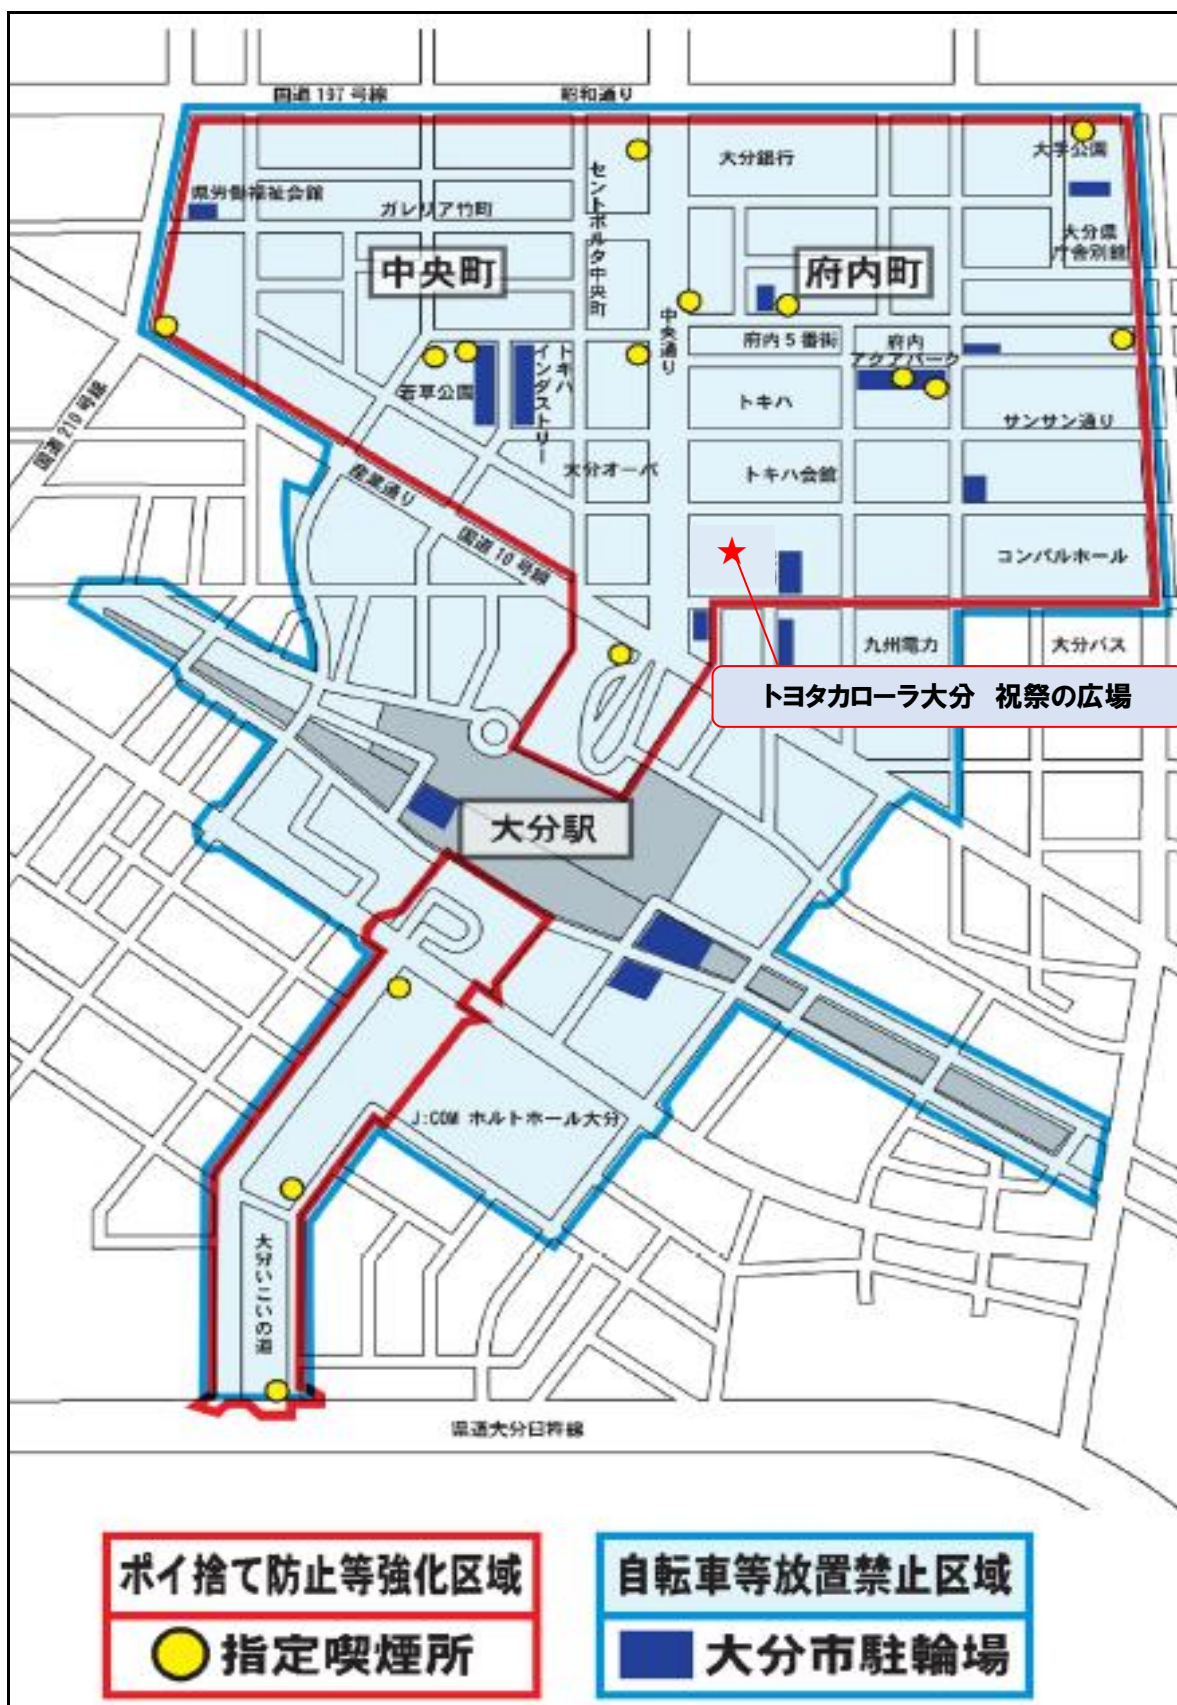 国道197号線
昭和通り
大分銀行
大手公園
県労働福祉会館
ガレリア竹町
セントポルタ中央町
大分県
庁舎別館
中央町
府内町
中央通り
府内5番街
府内
アクアパーク
若草公園
トキハ
インダストリー
トキハ
サンサン通り
国道210号線
産業通り
大分オーパ
トキハ会館
国道10号線
コンパルホール
九州電力
大分バス
トヨタカローラ大分 祝祭の広場
大分駅
J:COM ホルトホール大分
大分いこいの道
県道大分臼杵線
ポイ捨て防止等強化区域
指定喫煙所
自転車等放置禁止区域
大分市駐輪場